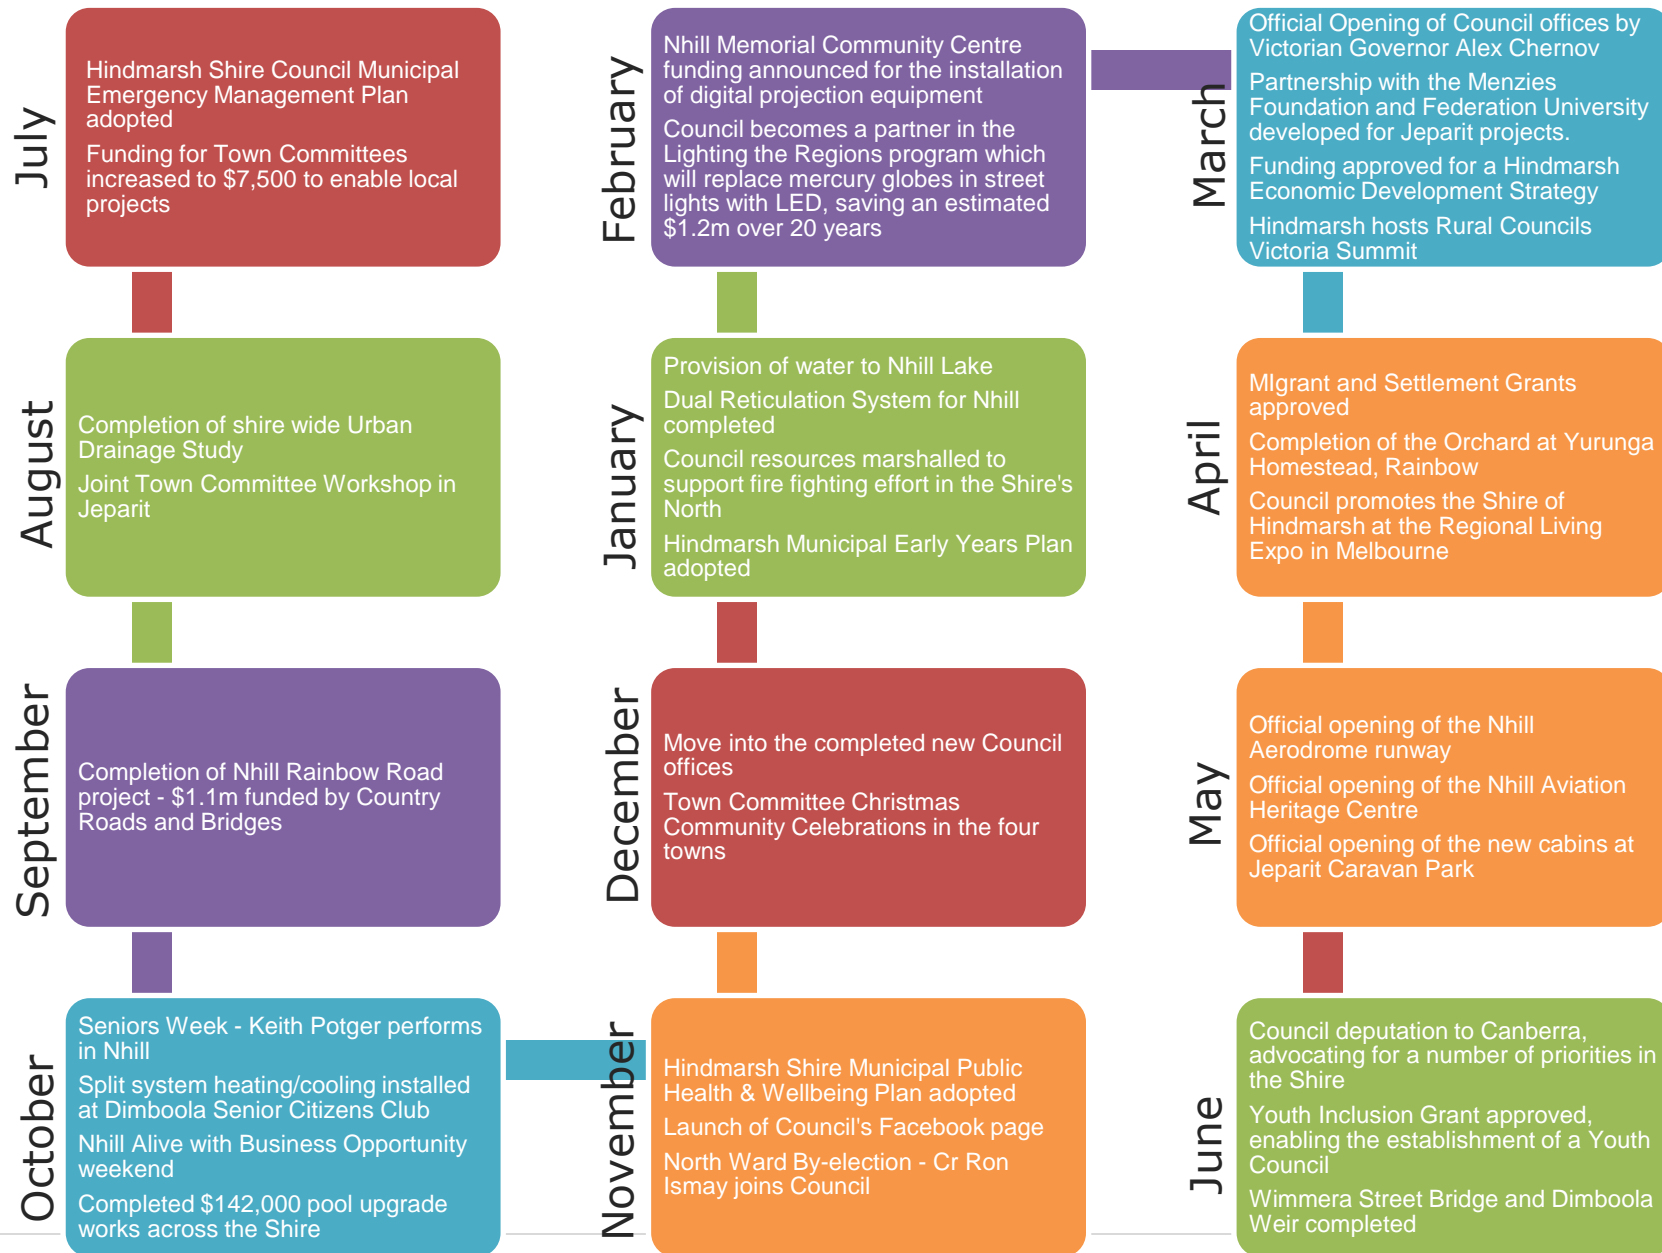 July
Hindmarsh Shire Council Municipal
Emergency Management Plan
adopted
Funding for Town Committees
increased to $7,500 to enable local
projects
August
Completion of shire wide Urban
Drainage Study
Joint Town Committee Workshop in
Jeparit
September
Completion of Nhill Rainbow Road
project - $1.1m funded by Country
Roads and Bridges
October
Seniors Week - Keith Potger performs
in Nhill
Split system heating/cooling installed
at Dimboola Senior Citizens Club
Nhill Alive with Business Opportunity
weekend
Completed $142,000 pool upgrade
works across the Shire
November
Hindmarsh Shire Municipal Public
Health & Wellbeing Plan adopted
Launch of Council's Facebook page
North Ward By-election - Cr Ron
Ismay joins Council
December
Move into the completed new Council
offices
Town Committee Christmas
Community Celebrations in the four
towns
January
Provision of water to Nhill Lake
Dual Reticulation System for Nhill
completed
Council resources marshalled to
support fire fighting effort in the Shire's
North
Hindmarsh Municipal Early Years Plan
adopted
February
Nhill Memorial Community Centre
funding announced for the installation
of digital projection equipment
Council becomes a partner in the
Lighting the Regions program which
will replace mercury globes in street
lights with LED, saving an estimated
$1.2m over 20 years
March
Official Opening of Council offices by
Victorian Governor Alex Chernov
Partnership with the Menzies
Foundation and Federation University
developed for Jeparit projects.
Funding approved for a Hindmarsh
Economic Development Strategy
Hindmarsh hosts Rural Councils
Victoria Summit
April
MIgrant and Settlement Grants
approved
Completion of the Orchard at Yurunga
Homestead, Rainbow
Council promotes the Shire of
Hindmarsh at the Regional Living
Expo in Melbourne
May
Official opening of the Nhill
Aerodrome runway
Official opening of the Nhill Aviation
Heritage Centre
Official opening of the new cabins at
Jeparit Caravan Park
June
Council deputation to Canberra,
advocating for a number of priorities in
the Shire
Youth Inclusion Grant approved,
enabling the establishment of a Youth
Council
Wimmera Street Bridge and Dimboola
Weir completed